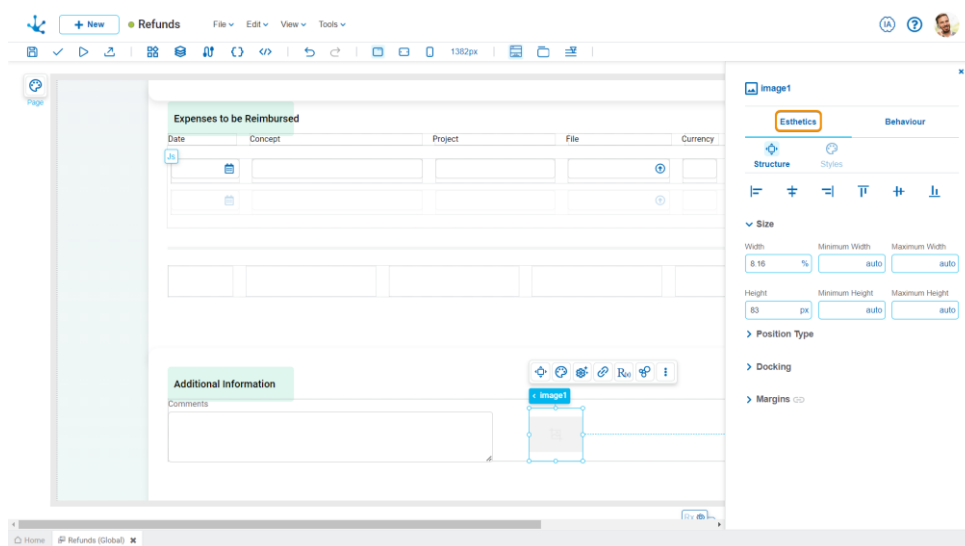 + New
Refunds
File
Edit
View
Tools
IA
?
1382px
Page
Expenses to be Reimbursed
Date
Concept
Project
File
Currency
Js
Additional Information
Comments
< image1
image1
Esthetics
Behaviour
Structure
Styles
Size
Width
Minimum Width
Maximum Width
8.16 %
auto
auto
Height
Minimum Height
Maximum Height
83 px
auto
auto
Position Type
Docking
Margins
Home
Refunds (Global)